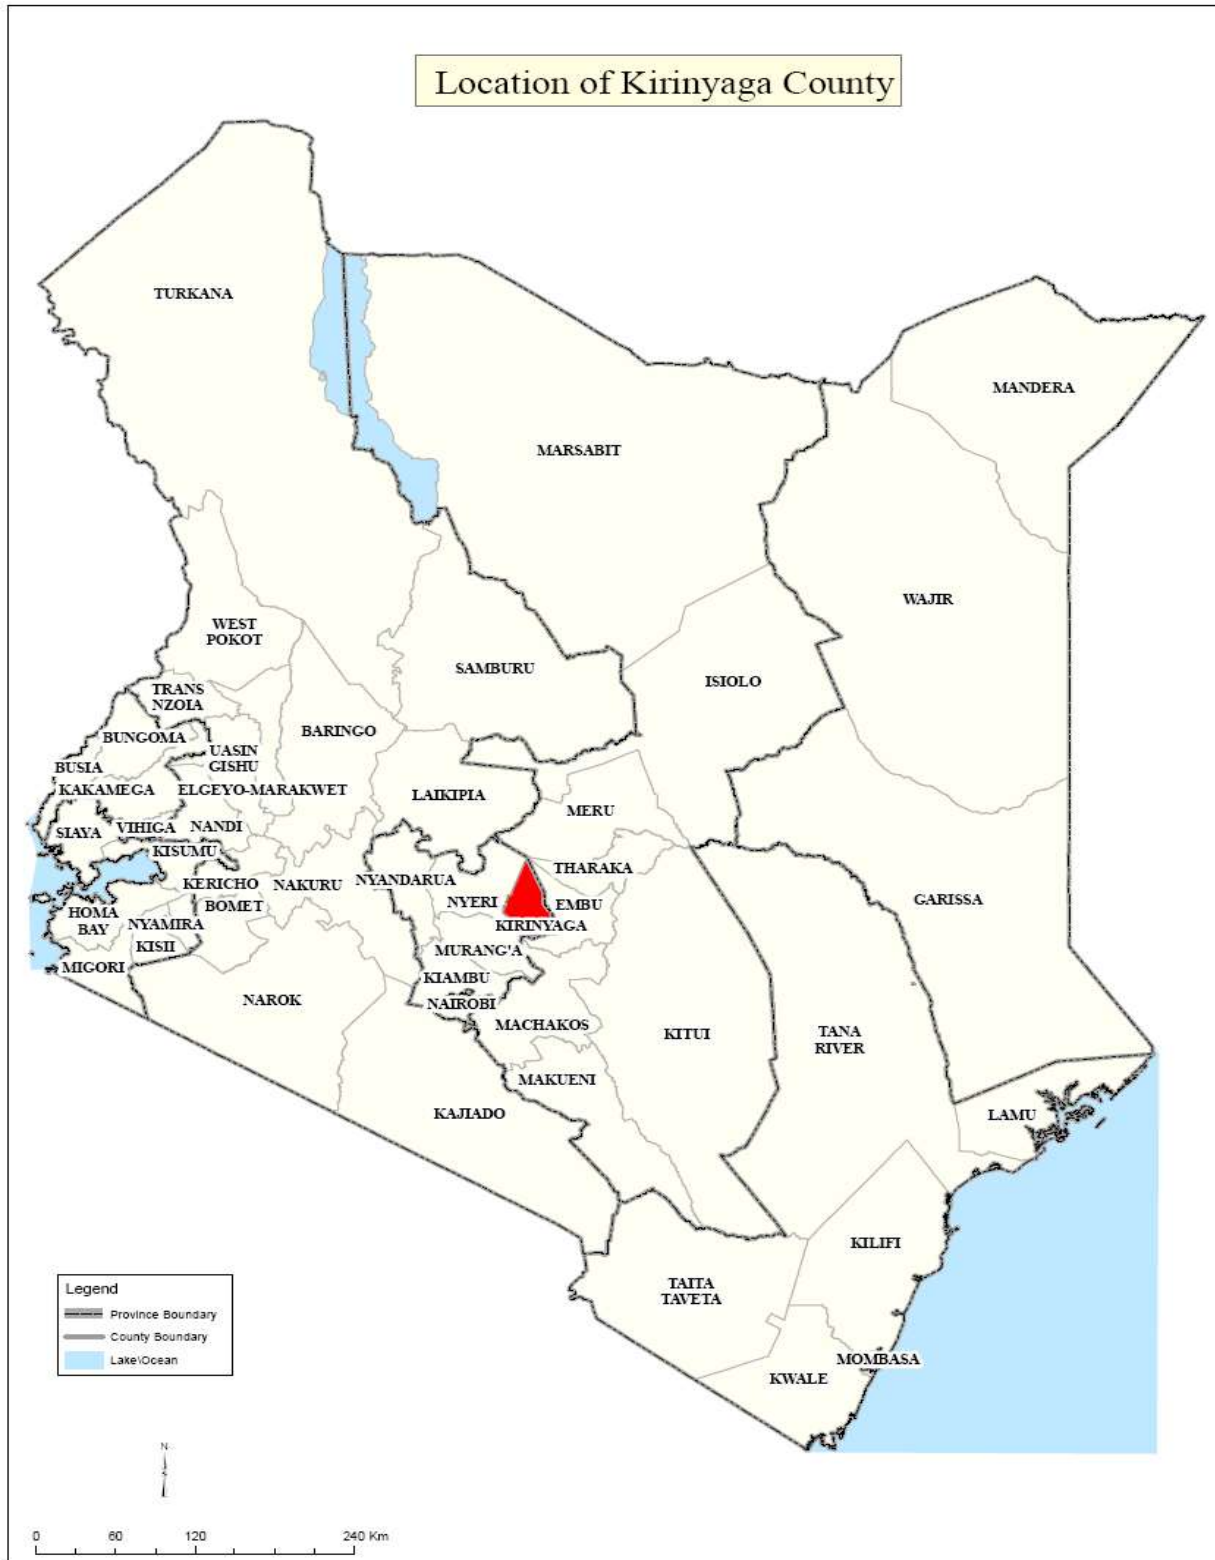 Location of Kirinyaga County
TURKANA
MANDERA
MARSABIT
WAJIR
WEST
POKOT
SAMBURU
ISIOLO
TRANS
NZOIA
BARINGO
BUNGOMA
UASIN
GISHU
BUSIA
KAKAMEGA
ELGEYO-MARAKWET
LAIKIPIA
MERU
SIAYA
VIHIGA
NANDI
KISUMU
THARAKA
KERICHO
NAKURU
NYANDARUA
BOMET
NYERI
EMBU
GARISSA
HOMA
BAY
NYAMIRA
KIRINYAGA
KISII
MURANG'A
MIGORI
KIAMBU
NAROK
NAIROBI
MACHAKOS
KITUI
TANA
RIVER
MAKUENI
KAJIADO
LAMU
KILIFI
TAITA
TAVETA
MOMBASA
KWALE
Legend
Province Boundary
County Boundary
Lake\Ocean
N
S
0 60 120 240 Km